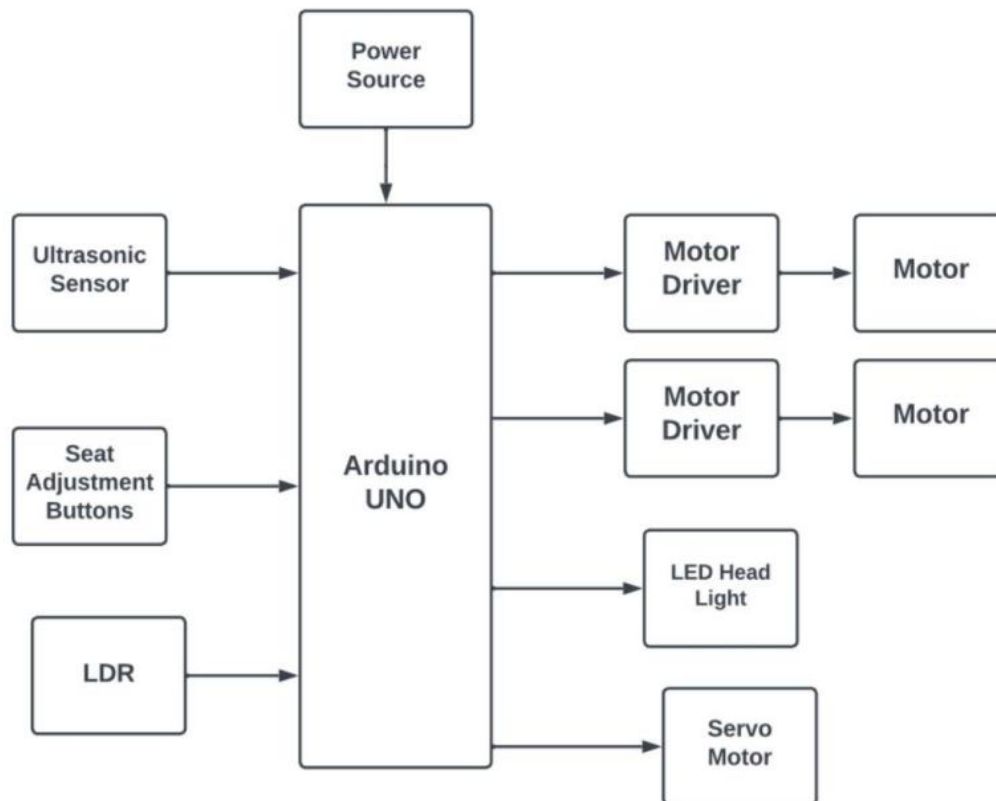 Power
Source
Ultrasonic
Sensor
Motor
Driver
Motor
Motor
Driver
Motor
Seat
Adjustment
Buttons
Arduino
UNO
LED Head
Light
LDR
Servo
Motor